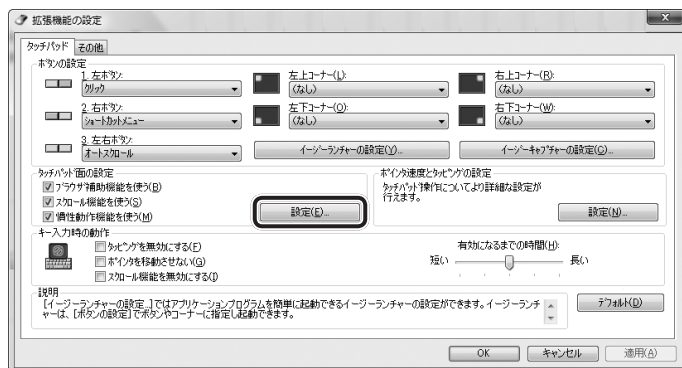 拡張機能の設定
タッチパッド その他
ボタンの設定
1. 左ボタン:
クリック
左上コーナー(L):
(なし)
右上コーナー(R):
(なし)
2. 右ボタン:
ショートカットメニュー
左下コーナー(O):
(なし)
右下コーナー(W):
(なし)
3. 左右ボタン:
オートスクロール
イージーランチャーの設定(Y)...
イージーキャプチャーの設定(C)...
タッチパッド面の設定
ブラウザ補助機能を使う(B)
スクロール機能を使う(S)
慣性動作機能を使う(M)
設定(E)...
ポインタ速度とタッピングの設定
タッチパッド操作についてより詳細な設定が
行えます。
設定(N)...
キー入力時の動作
タッピングを無効にする(F)
ポインタを移動させない(G)
スクロール機能を無効にする(I)
有効になるまでの時間(H):
短い 長い
説明
[イージーランチャーの設定...]ではアプリケーションプログラムを簡単に起動できるイージーランチャーの設定ができます。イージーランチ
ャーは、[ボタンの設定]でボタンやコーナーに指定し起動できます。
デフォルト(D)
OK キャンセル 適用(A)